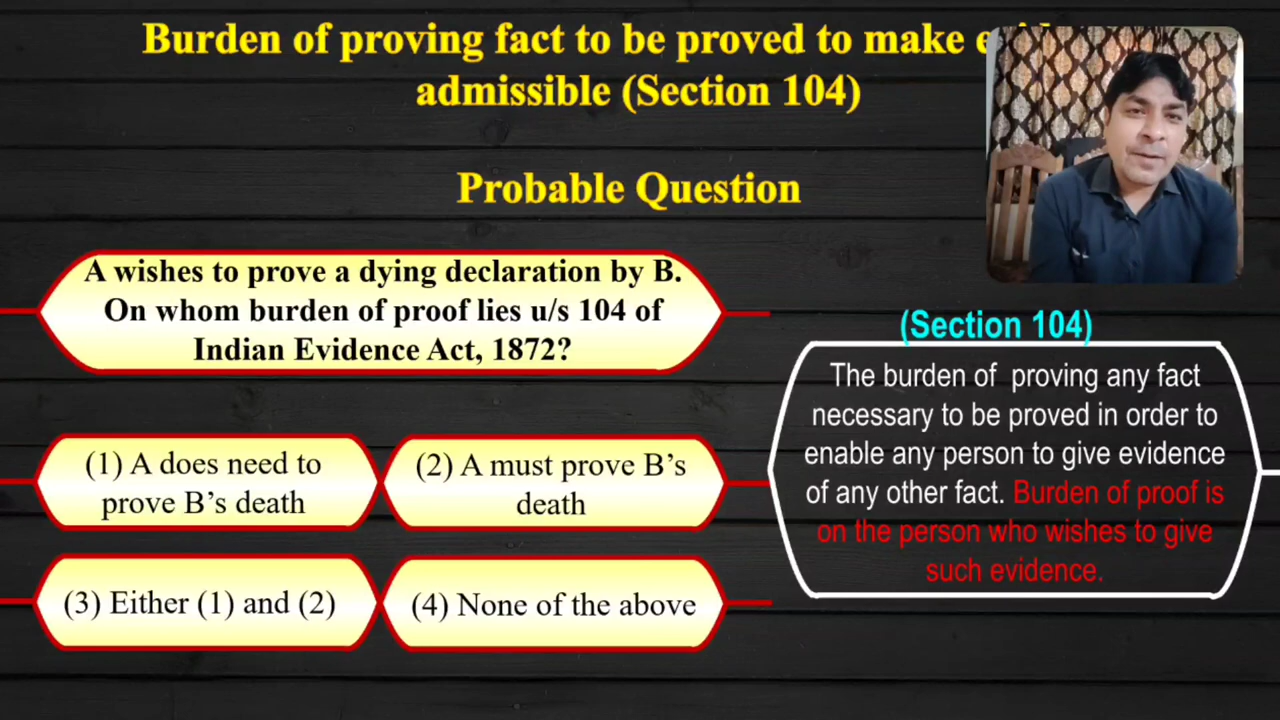 Burden of proving fact to be proved to make
admissible (Section 104)
Probable Question
A wishes to prove a dying declaration by B.
On whom burden of proof lies u/s 104 of
Indian Evidence Act, 1872?
(1) A does need to
prove B’s death
(2) A must prove B’s
death
(3) Either (1) and (2)
(4) None of the above
(Section 104)
The burden of proving any fact
necessary to be proved in order to
enable any person to give evidence
of any other fact. Burden of proof is
on the person who wishes to give
such evidence.